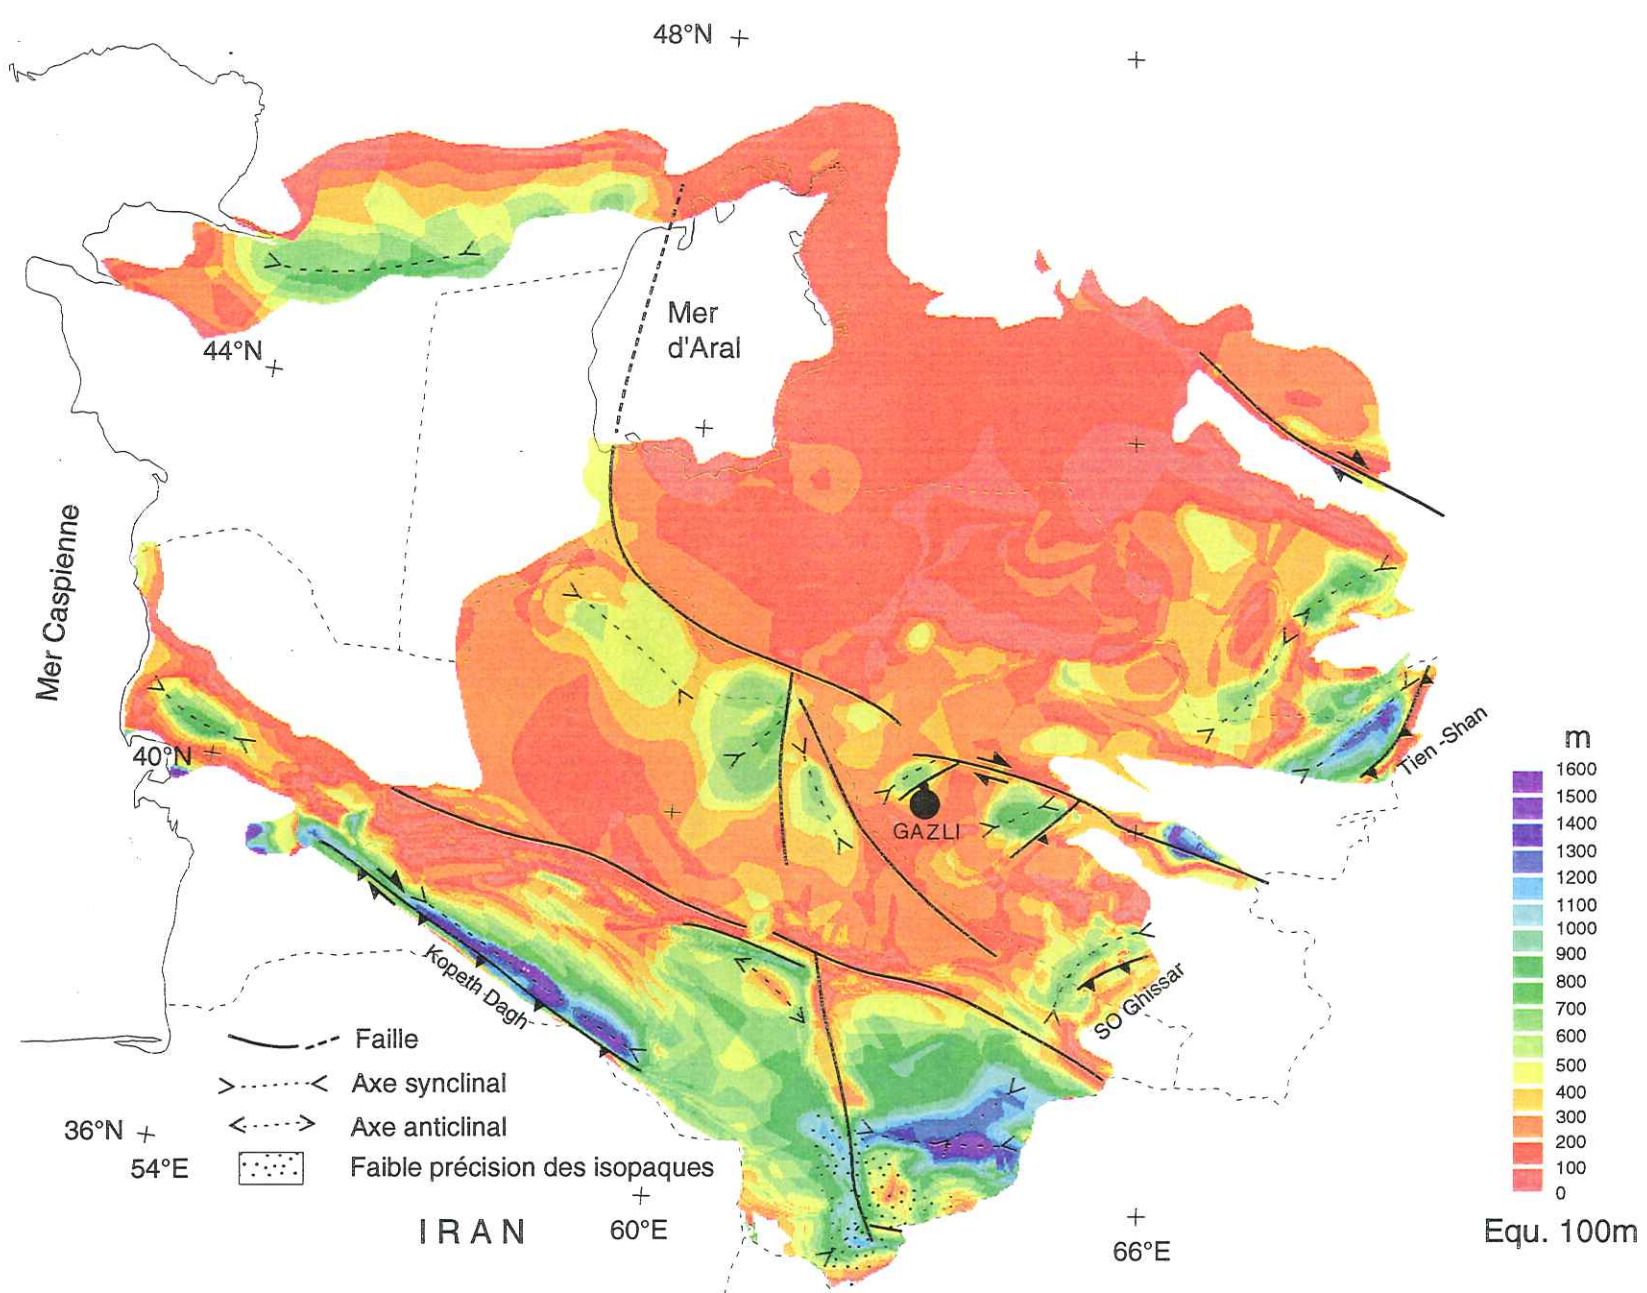 48°N
Mer
d'Aral
44°N
Mer Caspienne
40°N
GAZLI
Tien -Shan
Kopeth Dagh
SO Ghissar
Faille
Axe synclinal
Axe anticlinal
Faible précision des isopaques
36°N
54°E
IRAN
60°E
66°E
m
1600
1500
1400
1300
1200
1100
1000
900
800
700
600
500
400
300
200
100
0
Equ. 100m